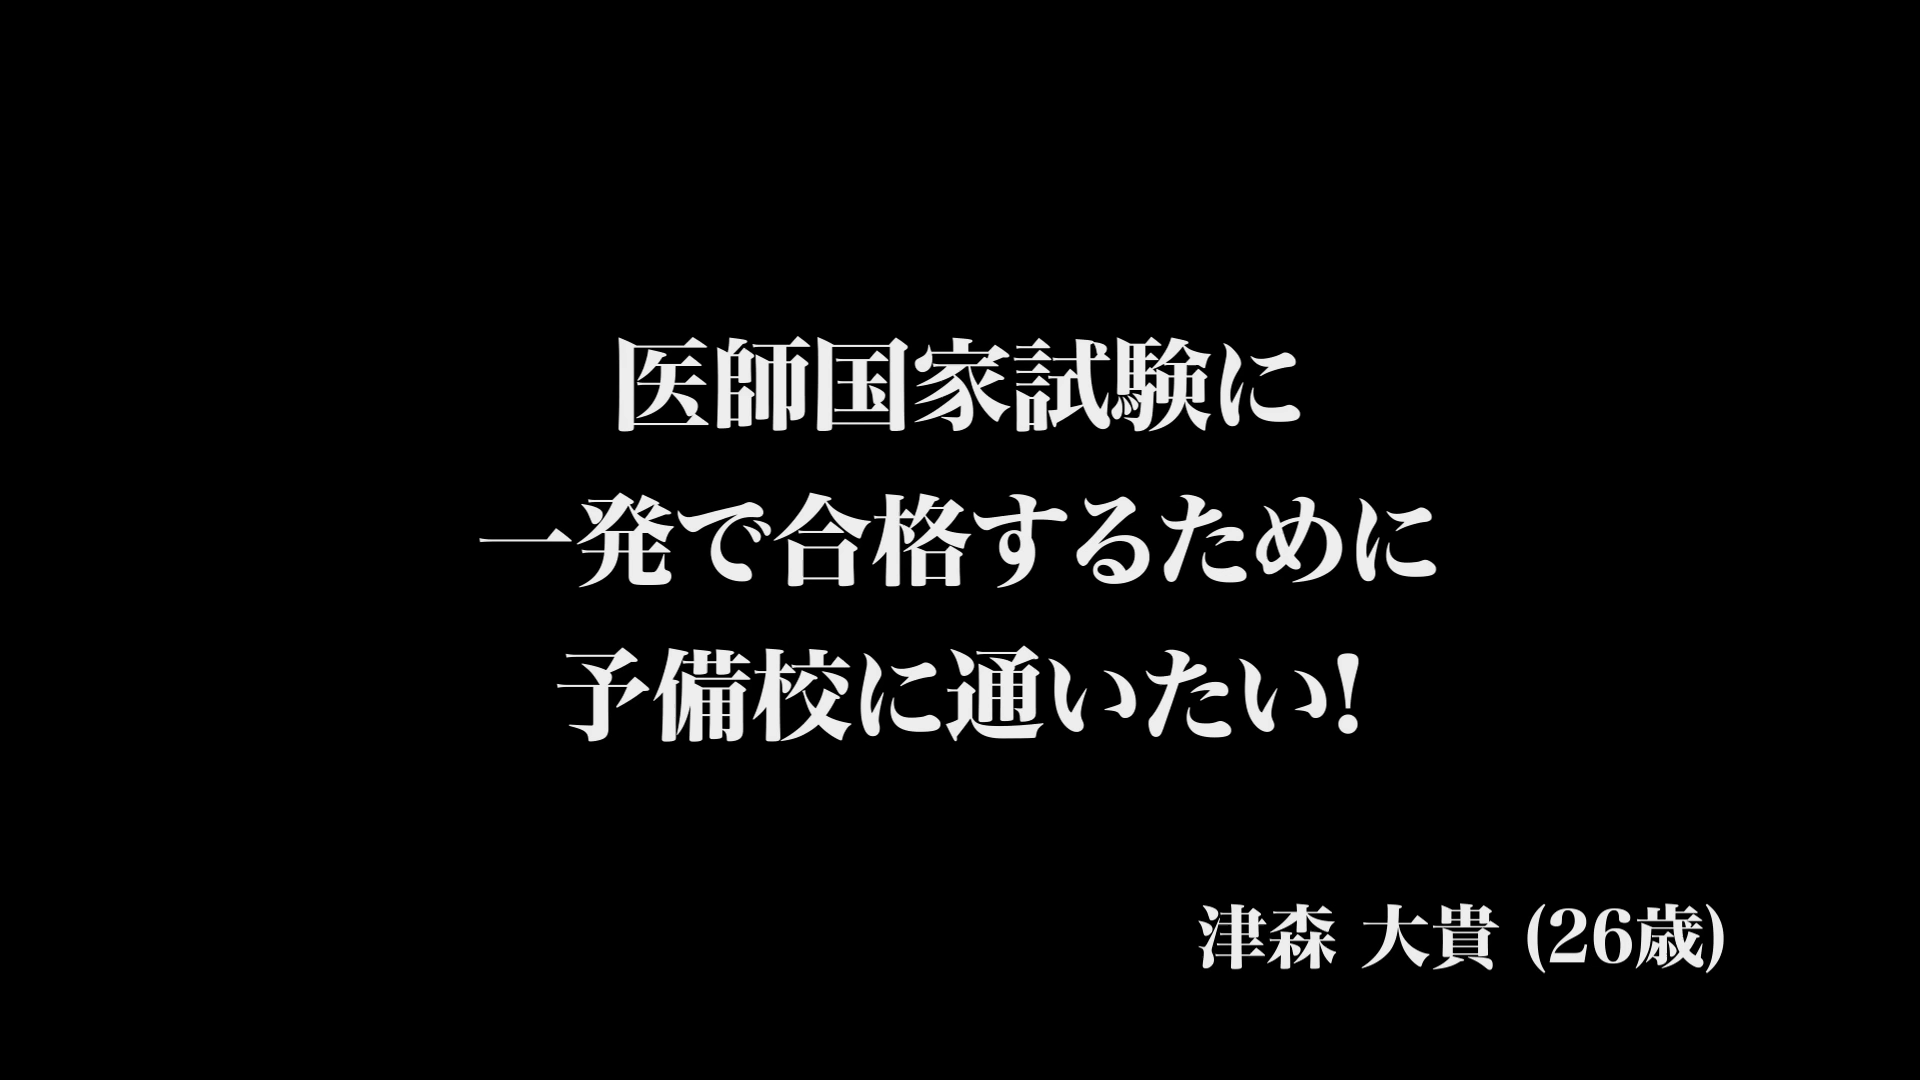 医師国家試験に
一発で合格するために
予備校に通いたい!
津森 大貴 (26歳)